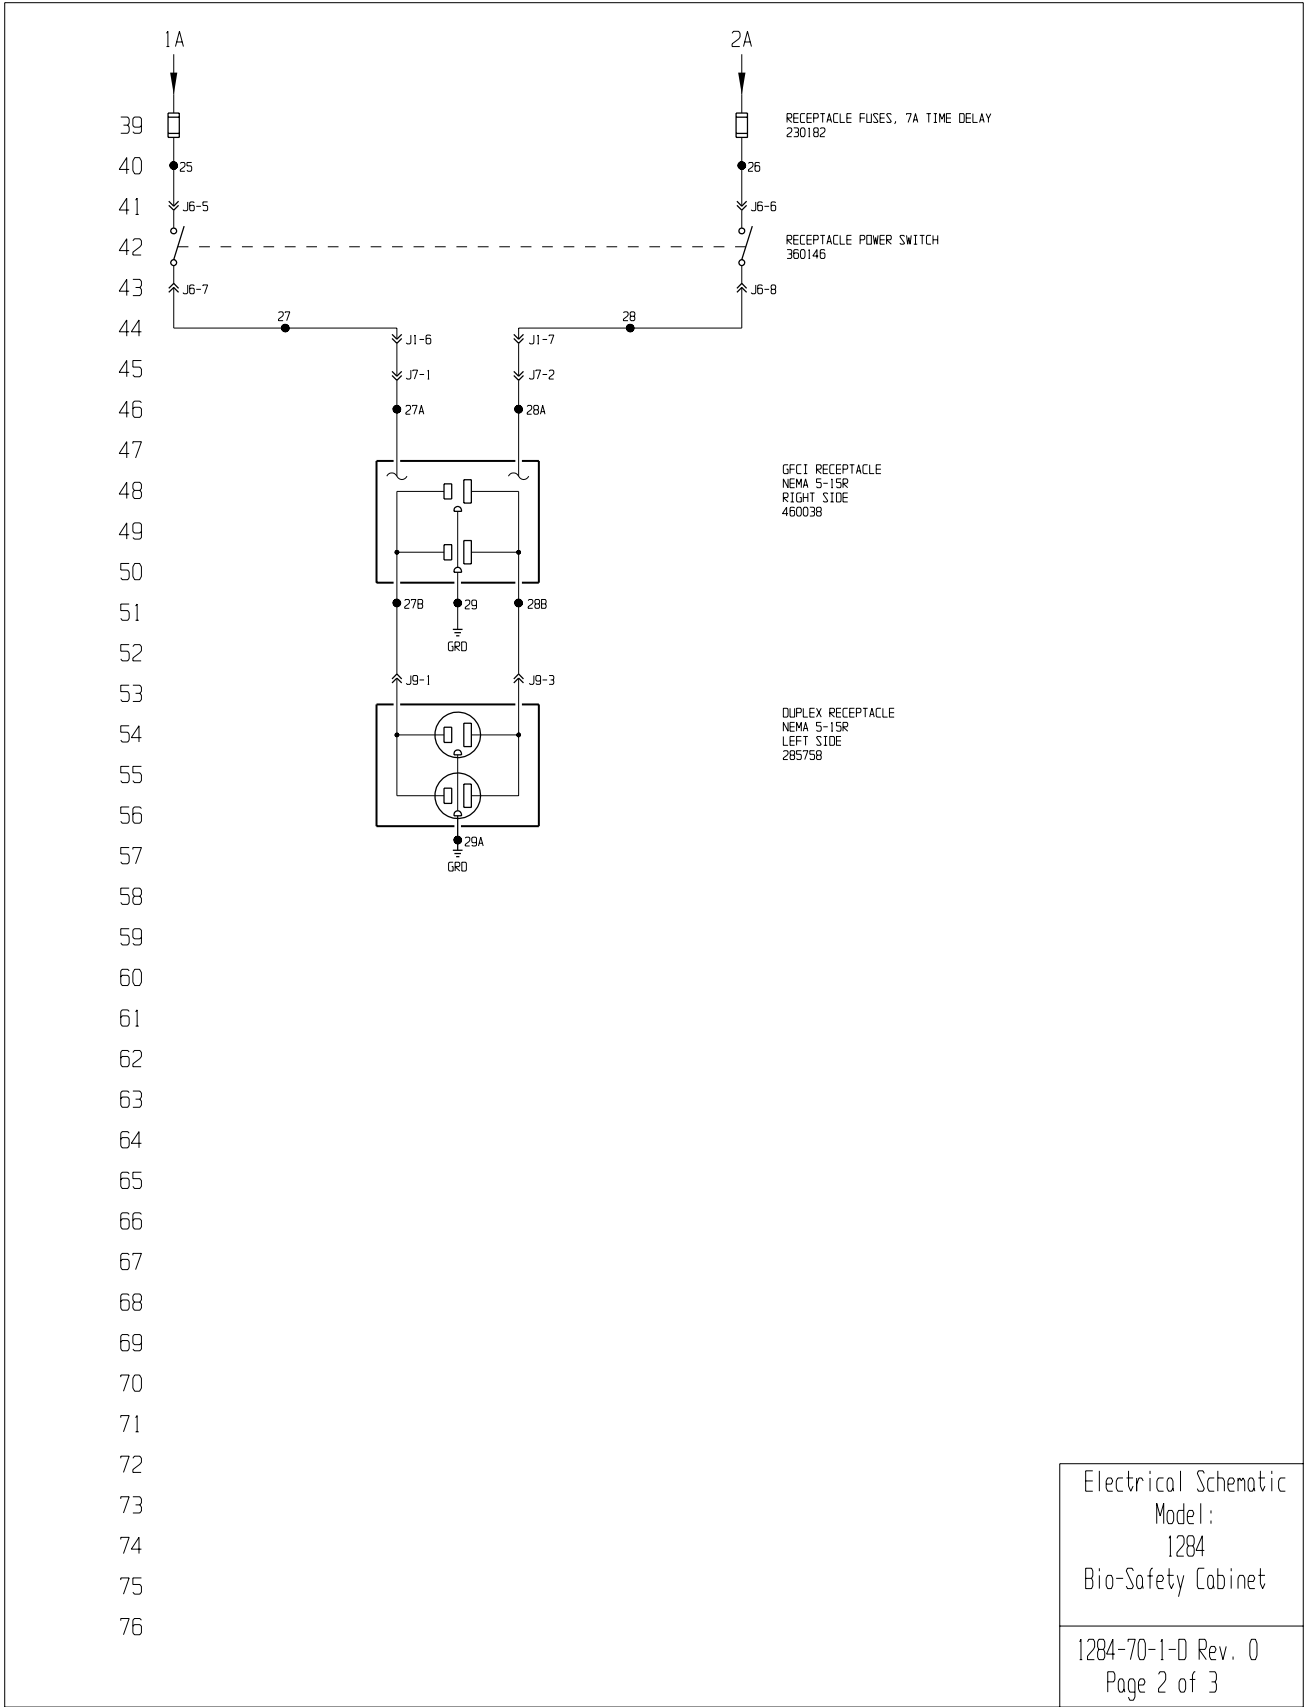 1A
2A
39
RECEPTACLE FUSES, 7A TIME DELAY
230182
40
25
26
41
J6-5
J6-6
42
RECEPTACLE POWER SWITCH
360146
43
J6-7
J6-8
44
27
28
J1-6
J1-7
45
J7-1
J7-2
46
27A
28A
47
GFCI RECEPTACLE
NEMA 5-15R
RIGHT SIDE
460038
48
49
50
51
27B
29
28B
GRD
52
53
J9-1
J9-3
DUPLEX RECEPTACLE
NEMA 5-15R
LEFT SIDE
285758
54
55
56
29A
57
GRD
58
59
60
61
62
63
64
65
66
67
68
69
70
71
72
73
74
75
76
Electrical Schematic
Model:
1284
Bio-Safety Cabinet
1284-70-1-D Rev. 0
Page 2 of 3